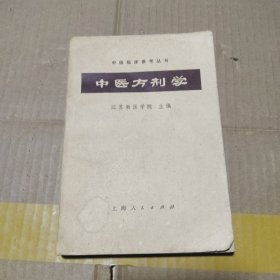 中医临床参考丛书
中医方剂学
江苏新医学院 主编
上海人民出版社